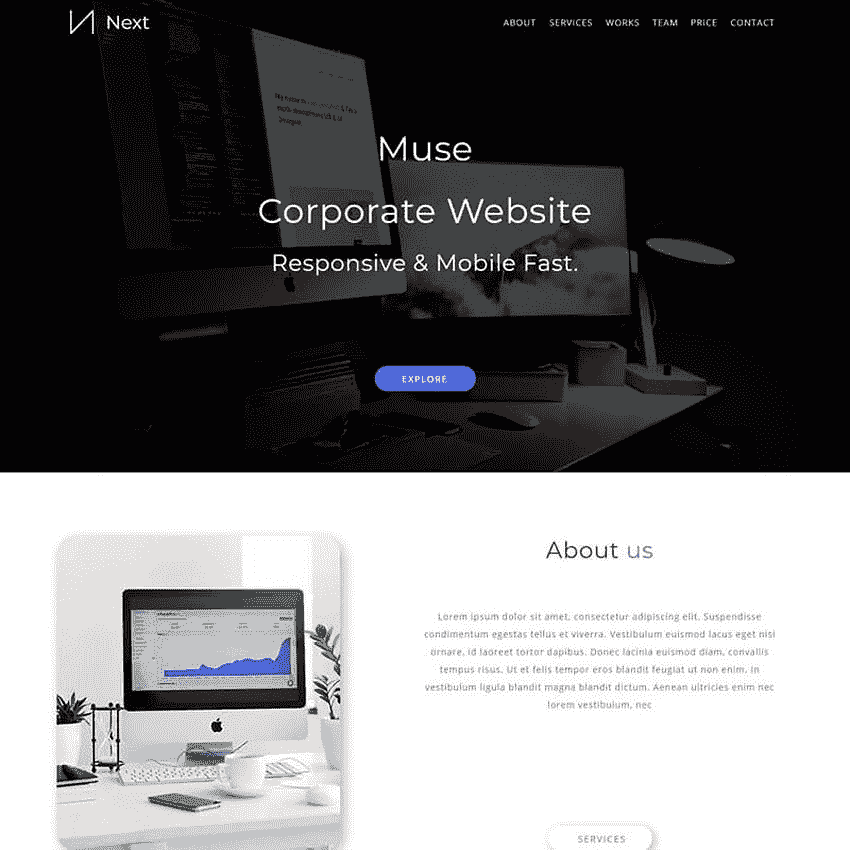 Next
ABOUT SERVICES WORKS TEAM PRICE CONTACT
Muse
Corporate Website
Responsive & Mobile Fast.
EXPLORE
About us
Lorem ipsum dolor sit amet, consectetur adipiscing elit. Suspendisse
condimentum egestas tellus et viverra. Vestibulum euismod lacus eget nisl
ornare, id laoreet tortor dapibus. Donec lacinia euismod diam, convallis
tempus risus. Ut et felis tempor eros blandit feugiat ut non enim. In
vestibulum ligula blandit magna blandit dictum. Aenean ultricies enim nec
lorem vestibulum, nec
SERVICES